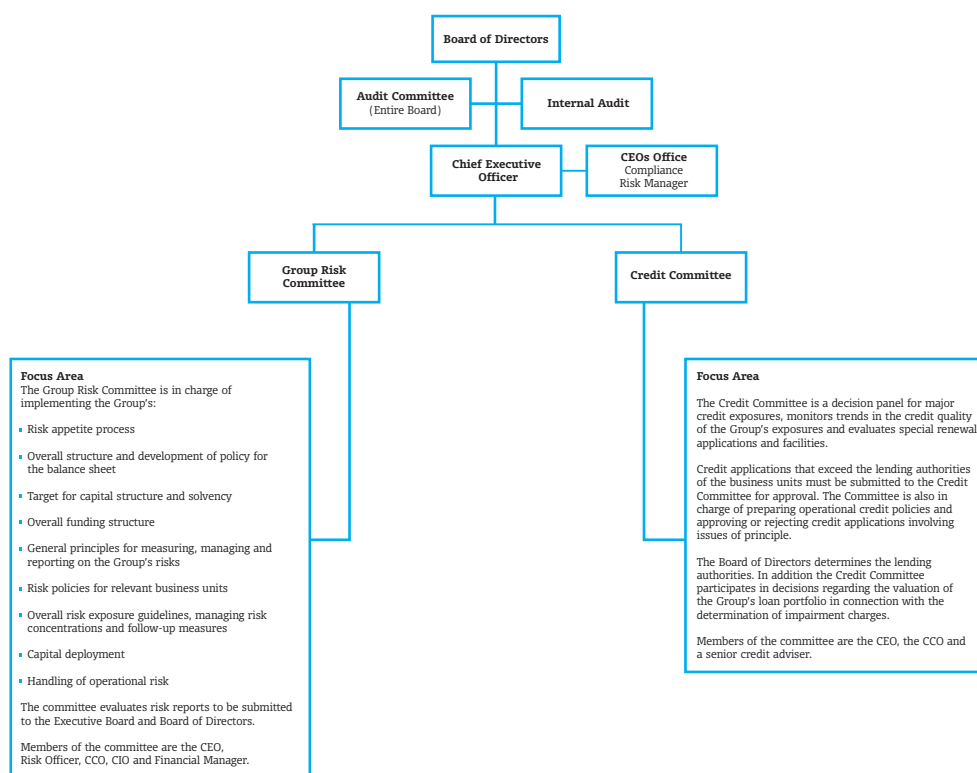 Board of Directors
Audit Committee
(Entire Board)
Internal Audit
Chief Executive
Officer
CEOs Office
Compliance
Risk Manager
Group Risk
Committee
Credit Committee
Focus Area
The Group Risk Committee is in charge of
implementing the Group's:
▪ Risk appetite process
▪ Overall structure and development of policy for
the balance sheet
▪ Target for capital structure and solvency
▪ Overall funding structure
▪ General principles for measuring, managing and
reporting on the Group's risks
▪ Risk policies for relevant business units
▪ Overall risk exposure guidelines, managing risk
concentrations and follow-up measures
▪ Capital deployment
▪ Handling of operational risk
The committee evaluates risk reports to be submitted
to the Executive Board and Board of Directors.
Members of the committee are the CEO,
Risk Officer, CCO, CIO and Financial Manager.
Focus Area
The Credit Committee is a decision panel for major
credit exposures, monitors trends in the credit quality
of the Group's exposures and evaluates special renewal
applications and facilities.
Credit applications that exceed the lending authorities
of the business units must be submitted to the Credit
Committee for approval. The Committee is also in
charge of preparing operational credit policies and
approving or rejecting credit applications involving
issues of principle.
The Board of Directors determines the lending
authorities. In addition the Credit Committee
participates in decisions regarding the valuation of
the Group's loan portfolio in connection with the
determination of impairment charges.
Members of the committee are the CEO, the CCO and
a senior credit adviser.